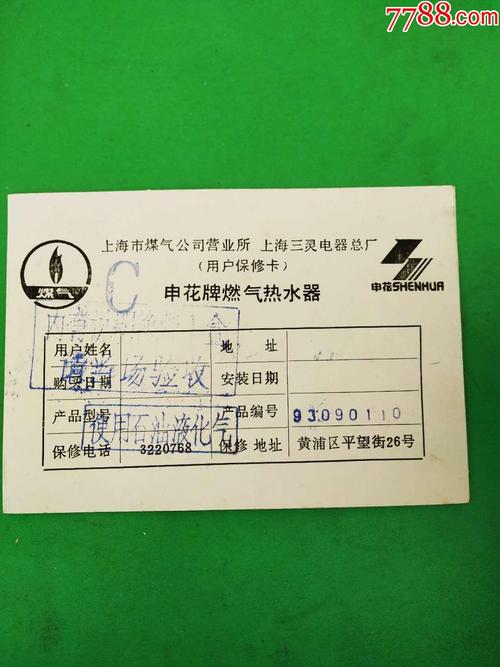 7788.com
上海市煤气公司营业所 上海三灵电器总厂
(用户保修卡)
煤气
C
申花牌燃气热水器
申花SHENHUA
用户姓名 地址
购买日期 安装日期
场验收
产品型号 产品编号 93090110
使用石油液化气
保修电话 3220768 保修地址 黄浦区平望街26号